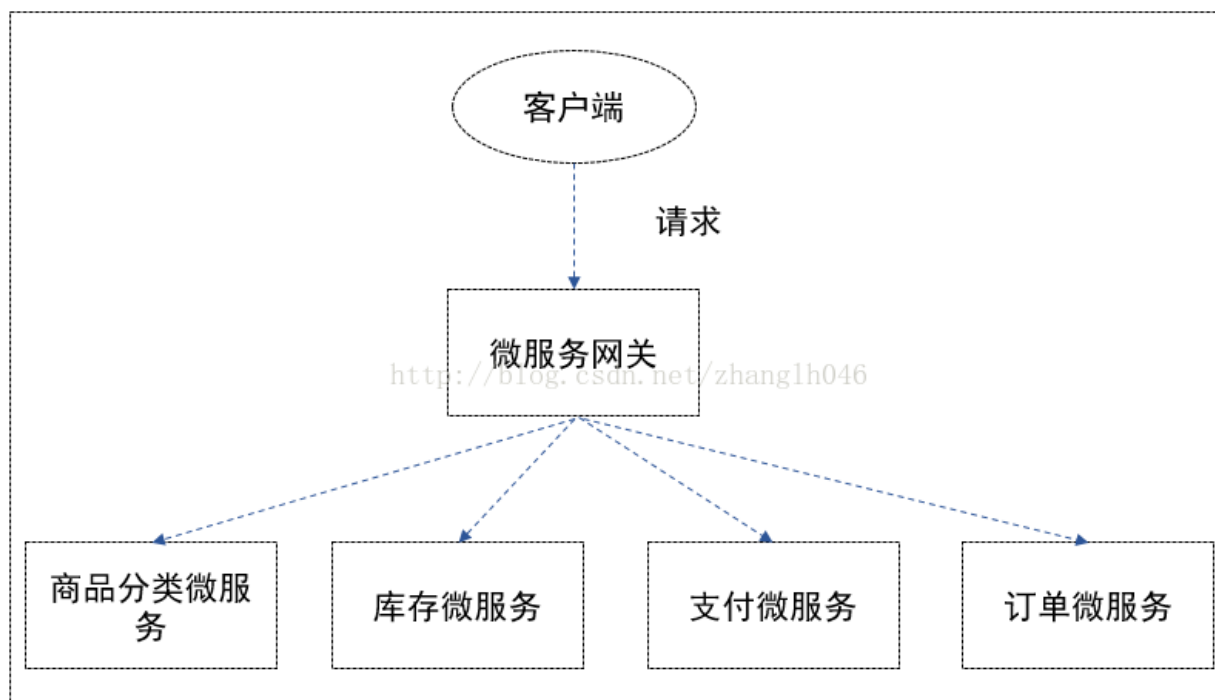 客户端
请求
微服务网关
http://blog.csdn.net/zhanglh046
商品分类微服
务
库存微服务
支付微服务
订单微服务